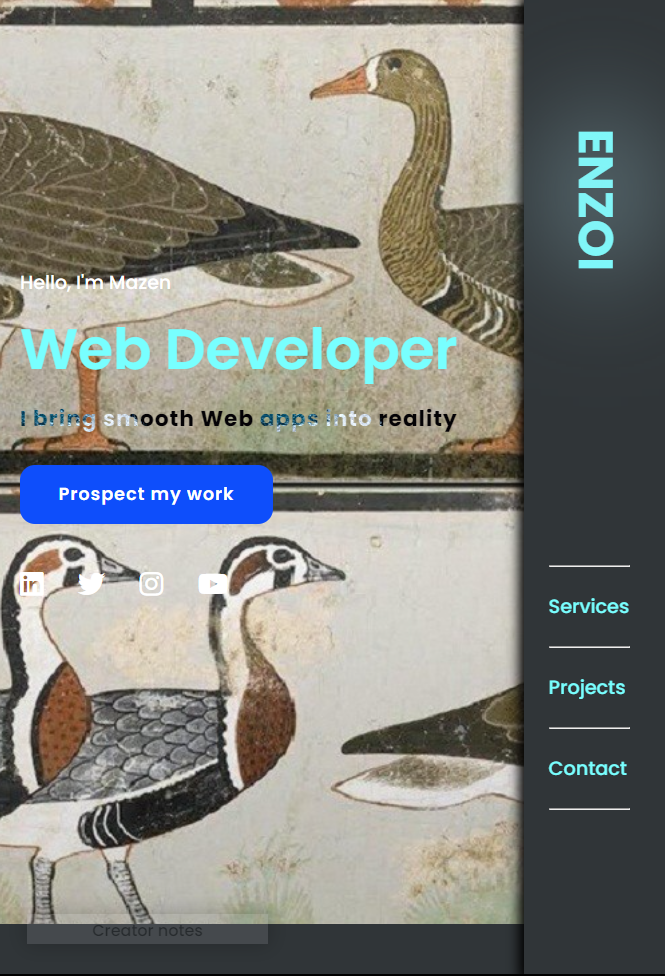 ENZOI
Hello, I'm Mazen
Web Developer
I bring smooth Web apps into reality
Prospect my work
in
Services
Projects
Contact
Creator notes